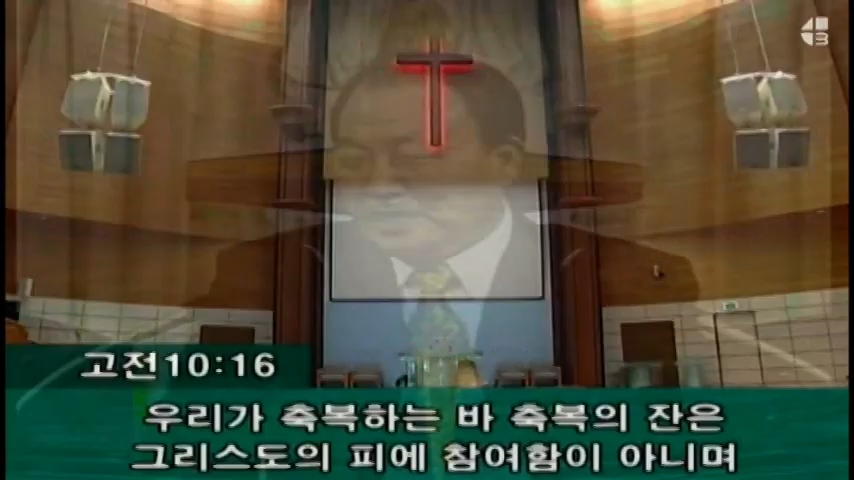 고전10:16
우리가 축복하는 바 축복의 잔은
그리스도의 피에 참여함이 아니며